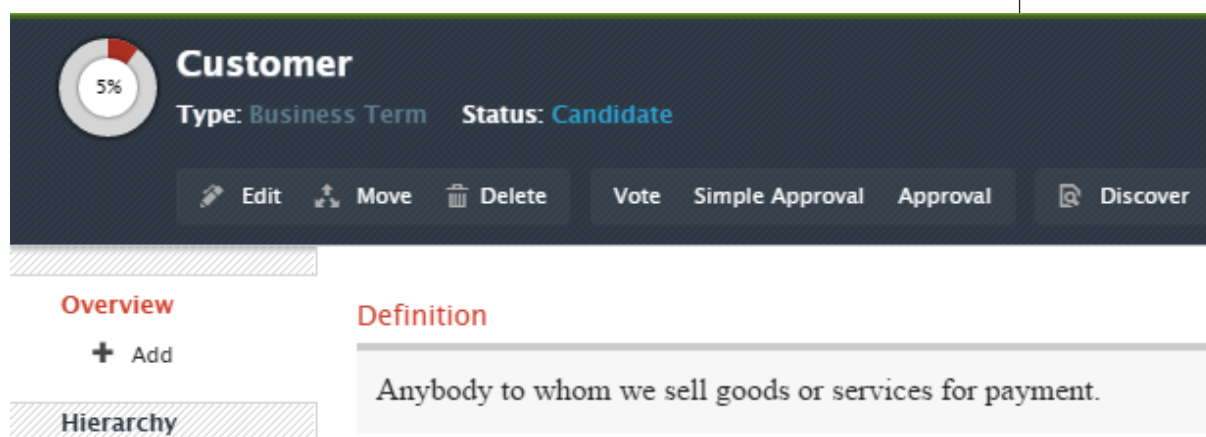 5%
Customer
Type: Business Term Status: Candidate
Edit Move Delete Vote Simple Approval Approval Discover
Overview
Add
Hierarchy
Definition
Anybody to whom we sell goods or services for payment.